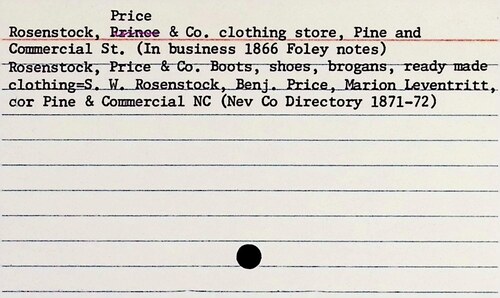 Price
Rosenstock, Prince & Co. clothing store, Pine and
Commercial St. (In business 1866 Foley notes)
Rosenstock, Price & Co. Boots, shoes, brogans, ready made
clothing=S. W. Rosenstock, Benj. Price, Marion Leventritt,
cor Pine & Commercial NC (Nev Co Directory 1871-72)